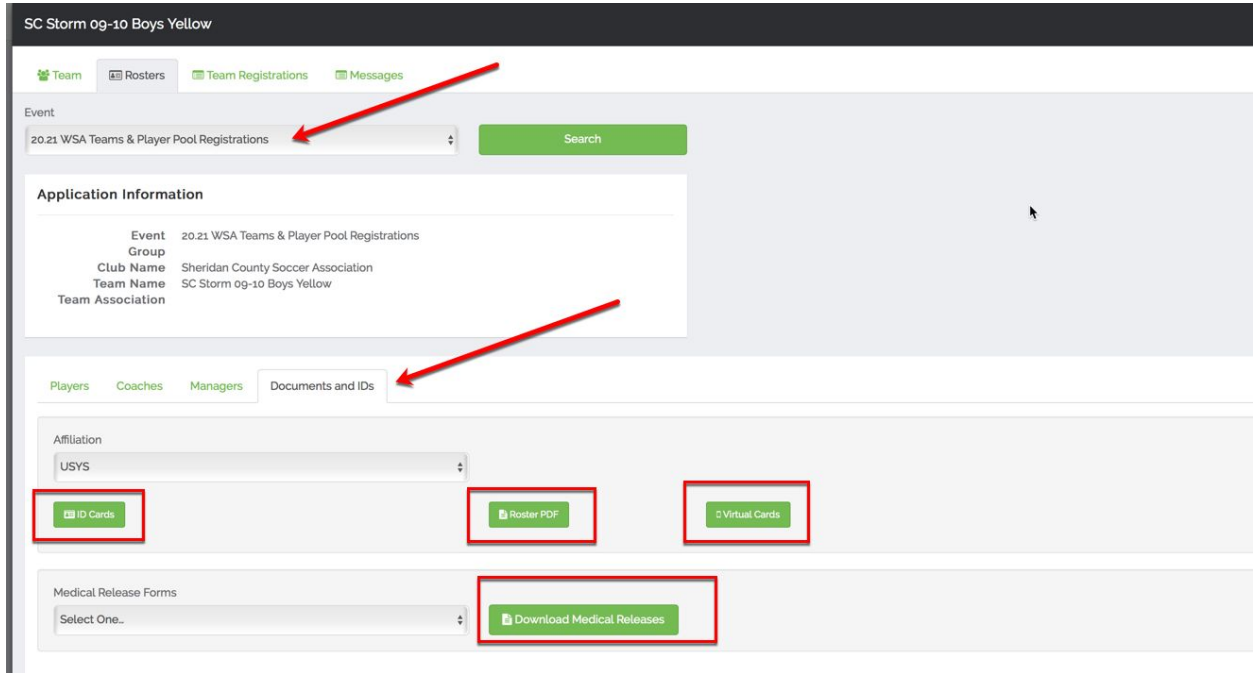 SC Storm 09-10 Boys Yellow
Team Rosters Team Registrations Messages
Event
20.21 WSA Teams & Player Pool Registrations Search
Application Information
Event 20.21 WSA Teams & Player Pool Registrations
Group
Club Name Sheridan County Soccer Association
Team Name SC Storm 09-10 Boys Yellow
Team Association
Players Coaches Managers Documents and IDs
Affiliation
USYS
ID Cards Roster PDF Virtual Cards
Medical Release Forms
Select One... Download Medical Releases